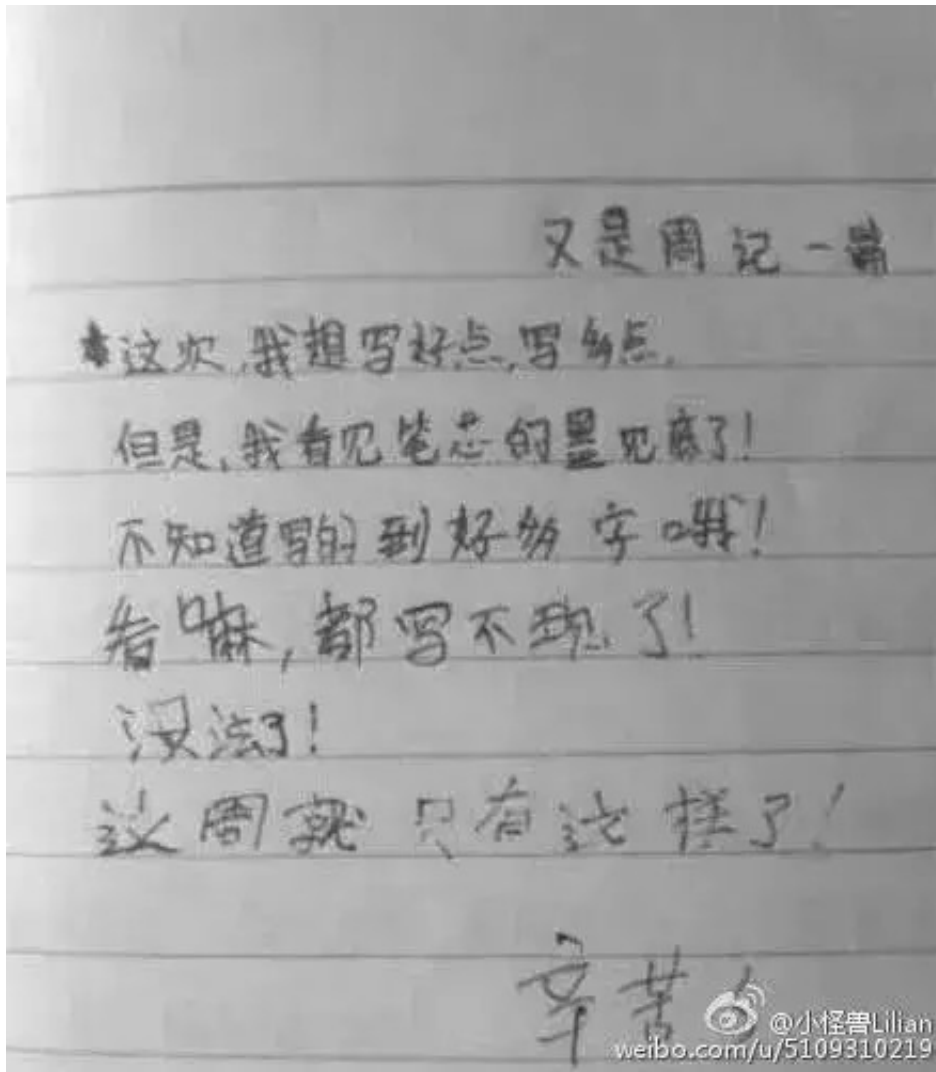 又是周记一篇
这次,我想写好点,写多点.
但是,我看见笔芯的墨见底了!
不知道写的到好多字哦!
看嘛,都写不现了!
没法了!
这周就只有这样了!
辛苦
@小怪兽Lilian
weibo.com/u/5109310219